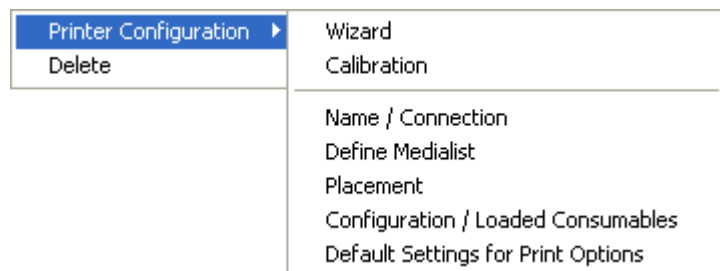 Printer Configuration
Delete
Wizard
Calibration
Name / Connection
Define Medialist
Placement
Configuration / Loaded Consumables
Default Settings for Print Options